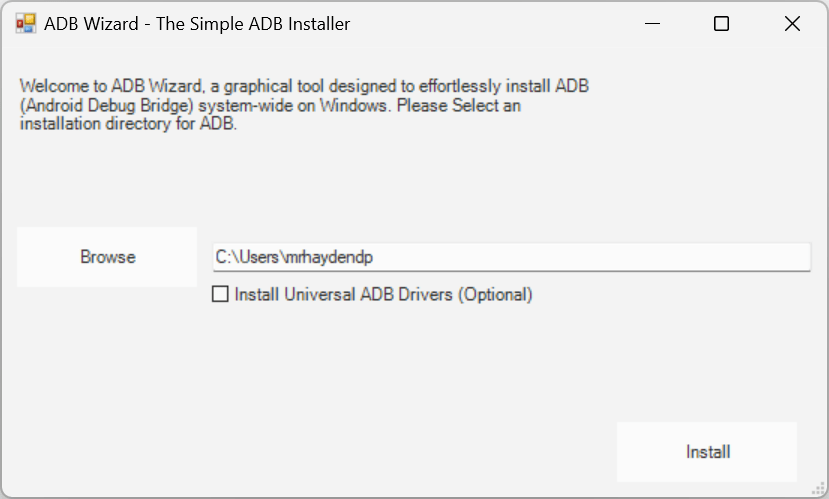 ADB Wizard - The Simple ADB Installer
Welcome to ADB Wizard, a graphical tool designed to effortlessly install ADB
(Android Debug Bridge) system-wide on Windows. Please Select an
installation directory for ADB.
Browse
C:\Users\mrhaydendp
Install Universal ADB Drivers (Optional)
Install